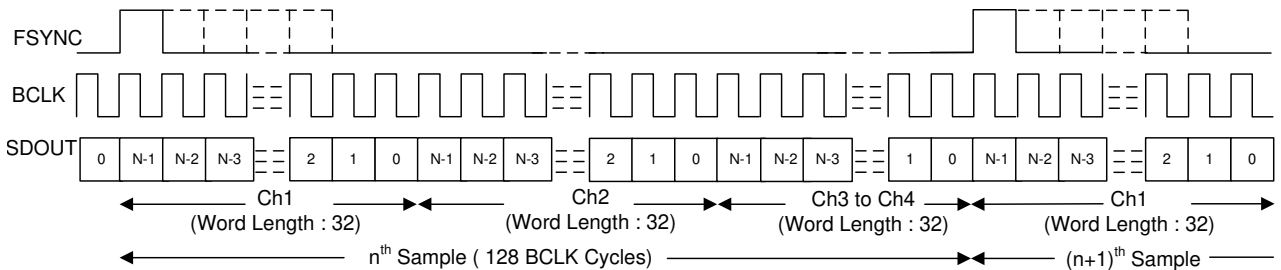 FSYNC
BCLK
SDOUT 0 N-1 N-2 N-3 2 1 0 N-1 N-2 N-3 2 1 0 N-1 N-2 N-3 1 0 N-1 N-2 N-3 2 1 0
Ch1 Ch2 Ch3 to Ch4 Ch1
(Word Length : 32) (Word Length : 32) (Word Length : 32) (Word Length : 32)
nth Sample ( 128 BCLK Cycles) (n+1)th Sample